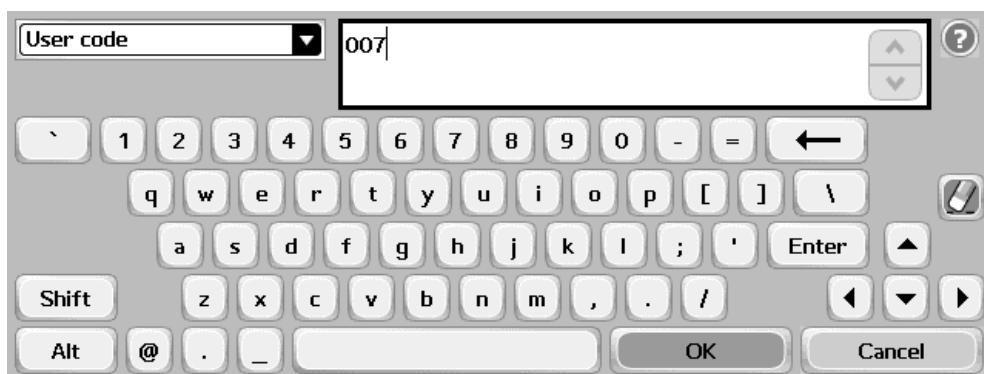 User code
007
?
` 1 2 3 4 5 6 7 8 9 0 - =
q w e r t y u i o p [ ] \
a s d f g h j k l ; ' Enter
Shift z x c v b n m , . /
Alt @ . _ OK Cancel